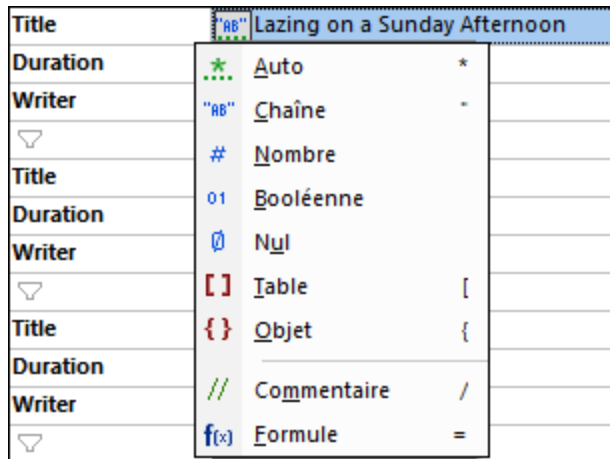 Title "AB" Lazing on a Sunday Afternoon
Duration
Writer
Title
Duration
Writer
Title
Duration
Writer
* Auto *
"AB" Chaîne "
# Nombre
01 Booléenne
Ø Nul
[ ] Table [
{ } Objet {
// Commentaire /
f(x) Formule =